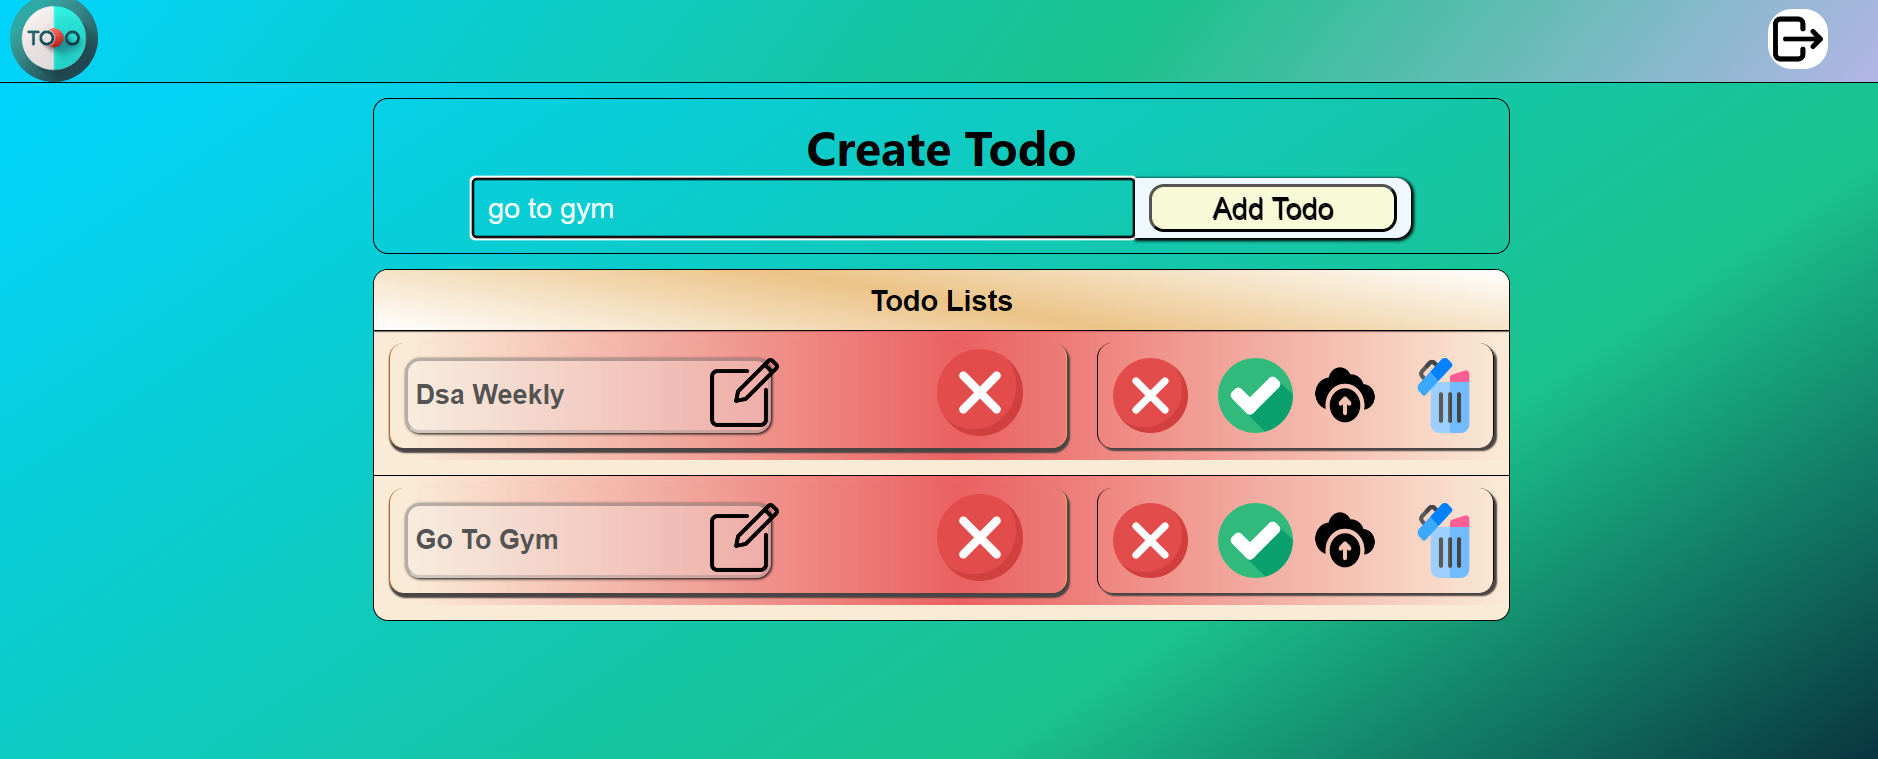 TODO
Create Todo
go to gym
Add Todo
Todo Lists
Dsa Weekly
Go To Gym